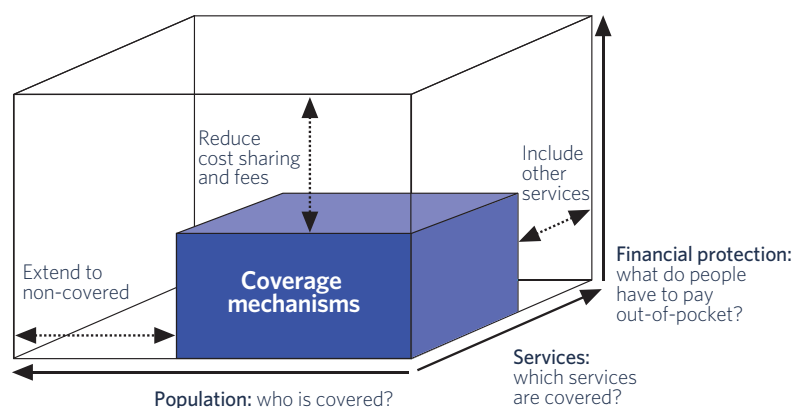 Reduce
cost sharing
and fees
Include
other
services
Extend to
non-covered
Coverage
mechanisms
Financial protection:
what do people
have to pay
out-of-pocket?
Services:
which services
are covered?
Population: who is covered?